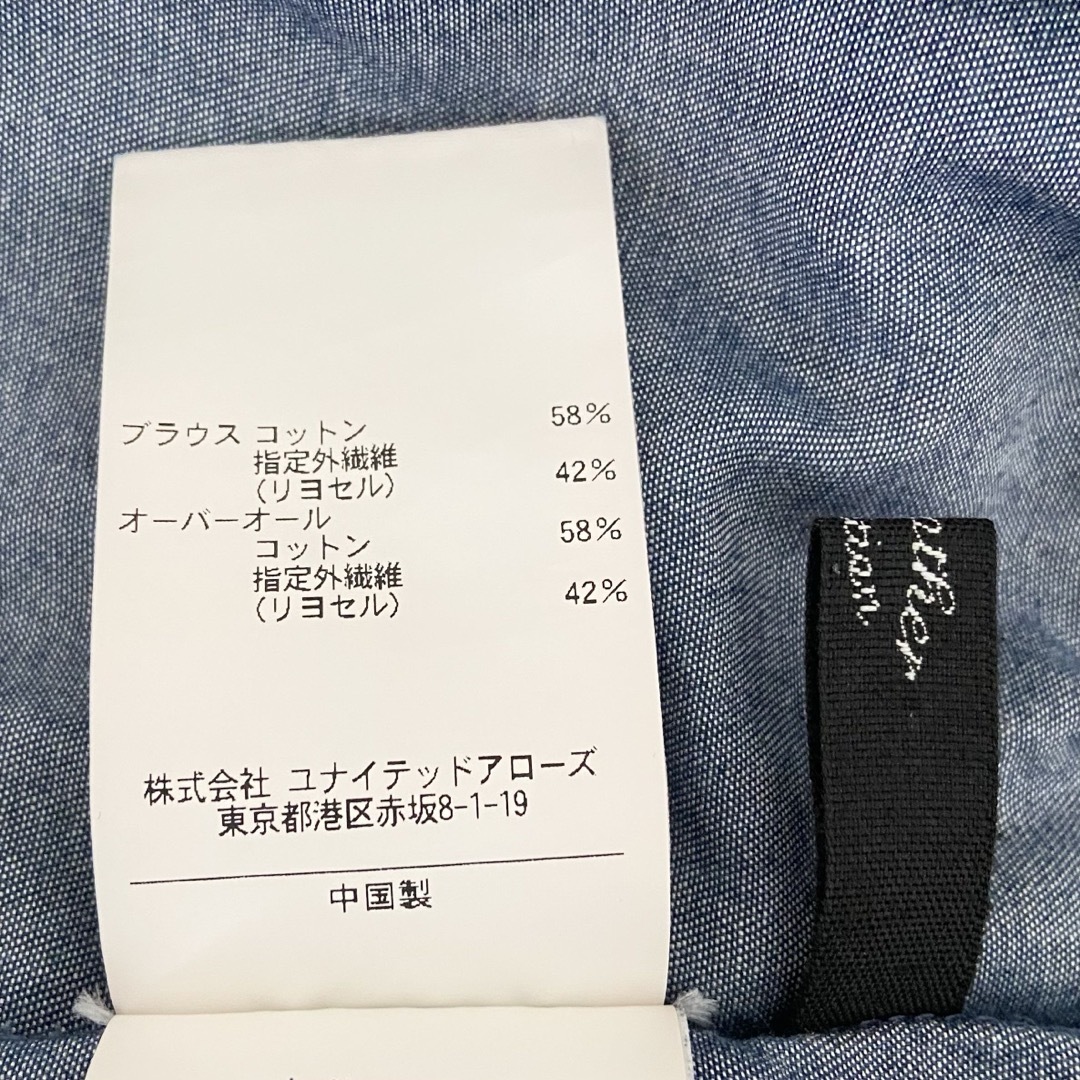 ブラウス コットン 58%
指定外繊維
(リヨセル) 42%
オーバーオール
コットン 58%
指定外繊維
(リヨセル) 42%
株式会社 ユナイテッドアローズ
東京都港区赤坂8-1-19
中国製